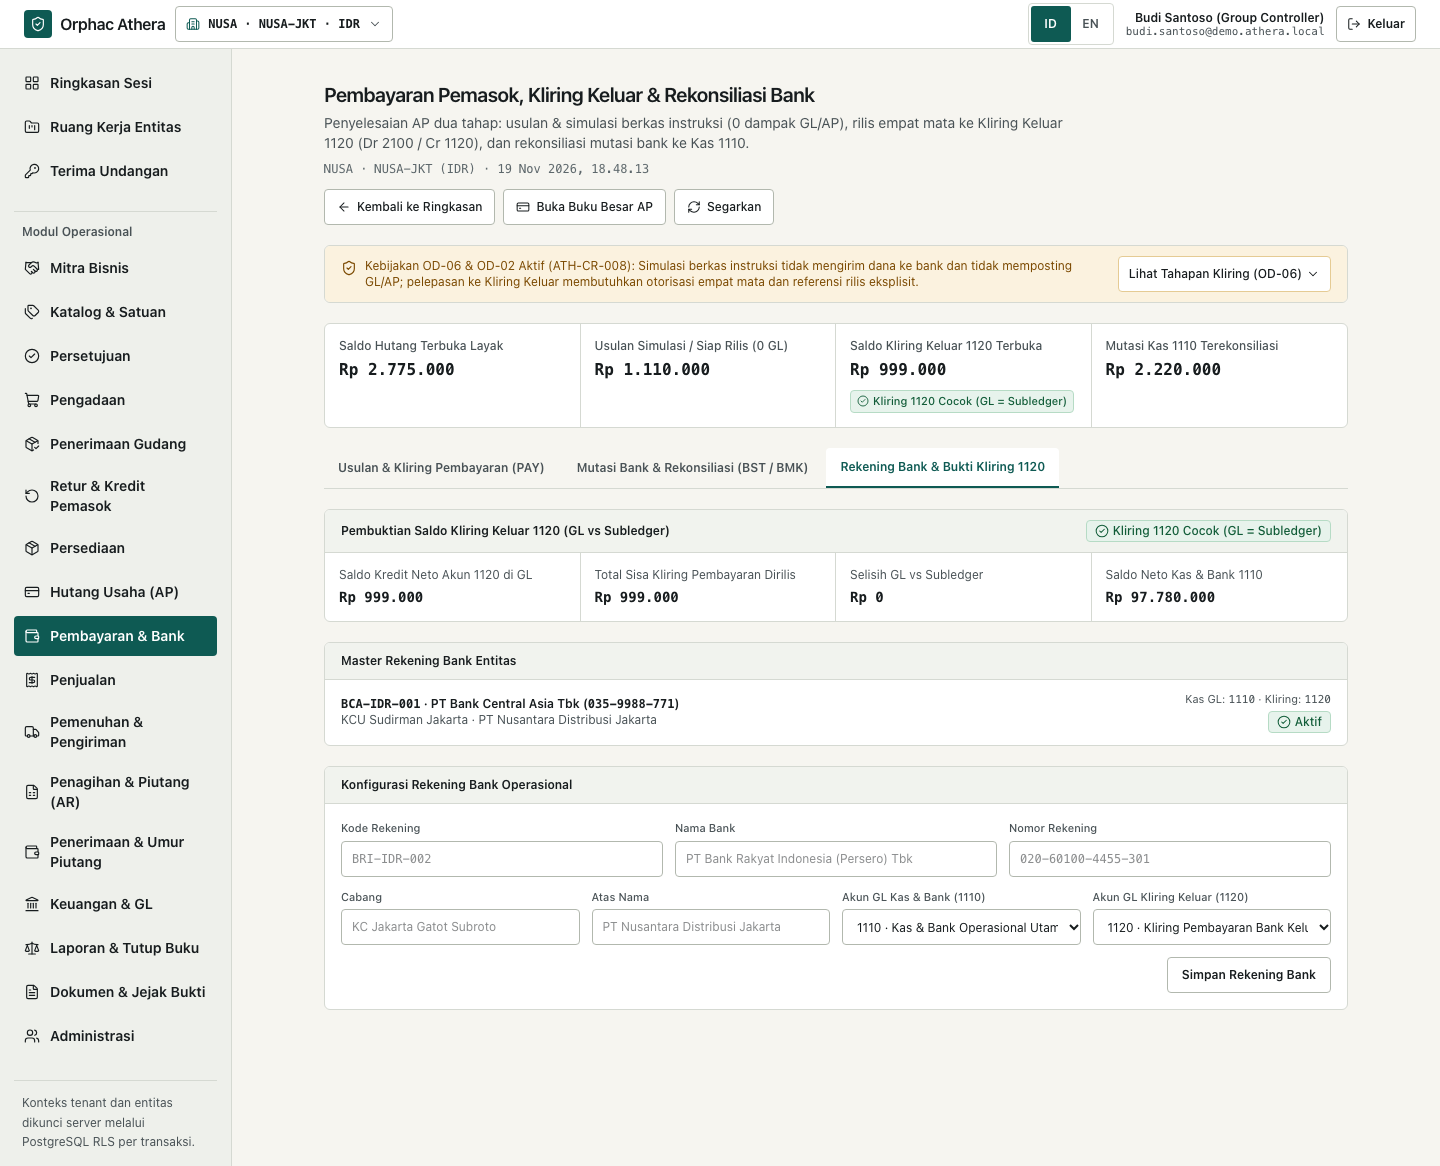 Orphac Athera
NUSA · NUSA-JKT · IDR
ID
EN
Budi Santoso (Group Controller)
budi.santoso@demo.athera.local
Keluar
Ringkasan Sesi
Ruang Kerja Entitas
Terima Undangan
Modul Operasional
Mitra Bisnis
Katalog & Satuan
Persetujuan
Pengadaan
Penerimaan Gudang
Retur & Kredit
Pemasok
Persediaan
Hutang Usaha (AP)
Pembayaran & Bank
Penjualan
Pemenuhan &
Pengiriman
Penagihan & Piutang
(AR)
Penerimaan & Umur
Piutang
Keuangan & GL
Laporan & Tutup Buku
Dokumen & Jejak Bukti
Administrasi
Konteks tenant dan entitas
dikunci server melalui
PostgreSQL RLS per transaksi.
Pembayaran Pemasok, Kliring Keluar & Rekonsiliasi Bank
Penyelesaian AP dua tahap: usulan & simulasi berkas instruksi (0 dampak GL/AP), rilis empat mata ke Kliring Keluar
1120 (Dr 2100 / Cr 1120), dan rekonsiliasi mutasi bank ke Kas 1110.
NUSA · NUSA-JKT (IDR) · 19 Nov 2026, 18.48.13
Kembali ke Ringkasan
Buka Buku Besar AP
Segarkan
Kebijakan OD-06 & OD-02 Aktif (ATH-CR-008): Simulasi berkas instruksi tidak mengirim dana ke bank dan tidak memposting
GL/AP; pelepasan ke Kliring Keluar membutuhkan otorisasi empat mata dan referensi rilis eksplisit.
Lihat Tahapan Kliring (OD-06)
Saldo Hutang Terbuka Layak
Rp 2.775.000
Usulan Simulasi / Siap Rilis (0 GL)
Rp 1.110.000
Saldo Kliring Keluar 1120 Terbuka
Rp 999.000
Kliring 1120 Cocok (GL = Subledger)
Mutasi Kas 1110 Terekonsiliasi
Rp 2.220.000
Usulan & Kliring Pembayaran (PAY)
Mutasi Bank & Rekonsiliasi (BST / BMK)
Rekening Bank & Bukti Kliring 1120
Pembuktian Saldo Kliring Keluar 1120 (GL vs Subledger)
Kliring 1120 Cocok (GL = Subledger)
Saldo Kredit Neto Akun 1120 di GL
Rp 999.000
Total Sisa Kliring Pembayaran Dirilis
Rp 999.000
Selisih GL vs Subledger
Rp 0
Saldo Neto Kas & Bank 1110
Rp 97.780.000
Master Rekening Bank Entitas
BCA-IDR-001 · PT Bank Central Asia Tbk (035-9988-771)
KCU Sudirman Jakarta · PT Nusantara Distribusi Jakarta
Kas GL: 1110 · Kliring: 1120
Aktif
Konfigurasi Rekening Bank Operasional
Kode Rekening
Nama Bank
Nomor Rekening
BRI-IDR-002
PT Bank Rakyat Indonesia (Persero) Tbk
020-60100-4455-301
Cabang
Atas Nama
Akun GL Kas & Bank (1110)
Akun GL Kliring Keluar (1120)
KC Jakarta Gatot Subroto
PT Nusantara Distribusi Jakarta
1110 · Kas & Bank Operasional Utam
1120 · Kliring Pembayaran Bank Kelu
Simpan Rekening Bank